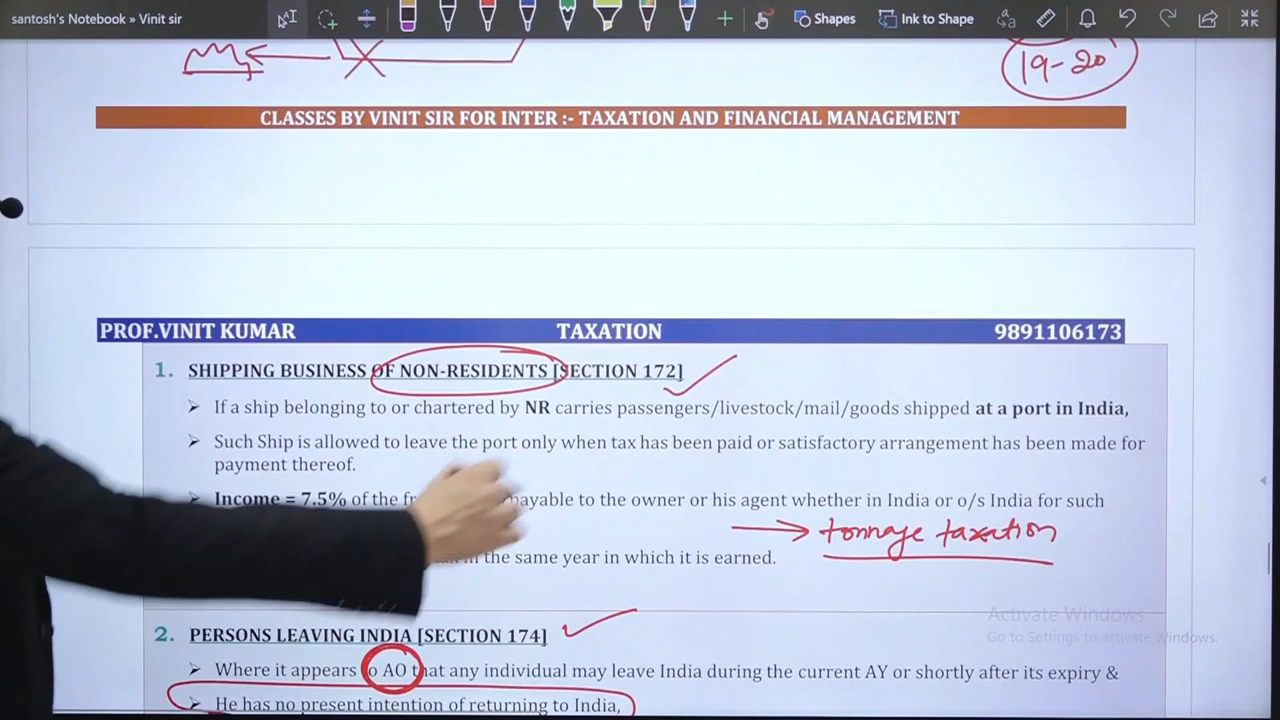 santosh's Notebook » Vinit sir
Shapes
Ink to Shape
19-20
CLASSES BY VINIT SIR FOR INTER :- TAXATION AND FINANCIAL MANAGEMENT
PROF.VINIT KUMAR TAXATION 9891106173
1. SHIPPING BUSINESS OF NON-RESIDENTS [SECTION 172]
➢ If a ship belonging to or chartered by NR carries passengers/livestock/mail/goods shipped at a port in India,
➢ Such Ship is allowed to leave the port only when tax has been paid or satisfactory arrangement has been made for
payment thereof.
➢ Income = 7.5% of the payable to the owner or his agent whether in India or o/s India for such
tonnage taxation
the same year in which it is earned.
Activate Windows
Go to Settings to activate Windows.
2. PERSONS LEAVING INDIA [SECTION 174]
➢ Where it appears to AO that any individual may leave India during the current AY or shortly after its expiry &
➢ He has no present intention of returning to India,